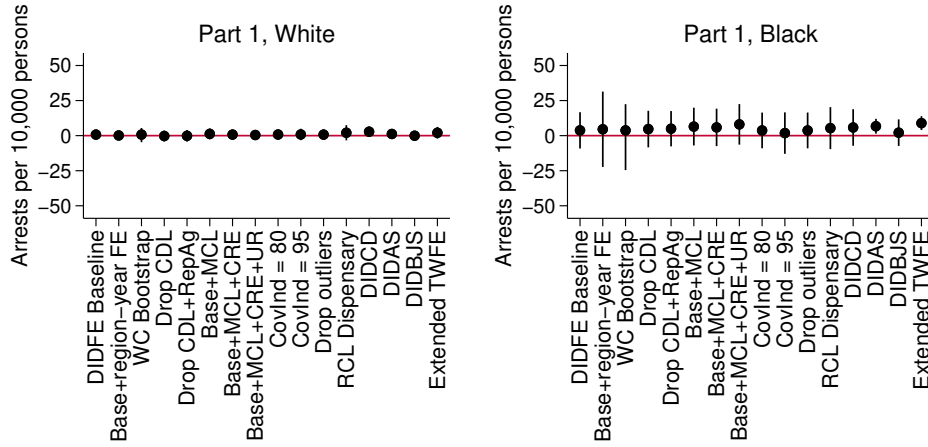 Part 1, White
Arrests per 10,000 persons
50
25
0
−25
−50
DIDFE Baseline
Base+region−year FE
WC Bootstrap
Drop CDL
Drop CDL+RepAg
Base+MCL
Base+MCL+CRE
Base+MCL+CRE+UR
CovInd = 80
CovInd = 95
Drop outliers
RCL Dispensary
DIDCD
DIDAS
DIDBJS
Extended TWFE
Part 1, Black
Arrests per 10,000 persons
50
25
0
−25
−50
DIDFE Baseline
Base+region−year FE
WC Bootstrap
Drop CDL
Drop CDL+RepAg
Base+MCL
Base+MCL+CRE
Base+MCL+CRE+UR
CovInd = 80
CovInd = 95
Drop outliers
RCL Dispensary
DIDCD
DIDAS
DIDBJS
Extended TWFE